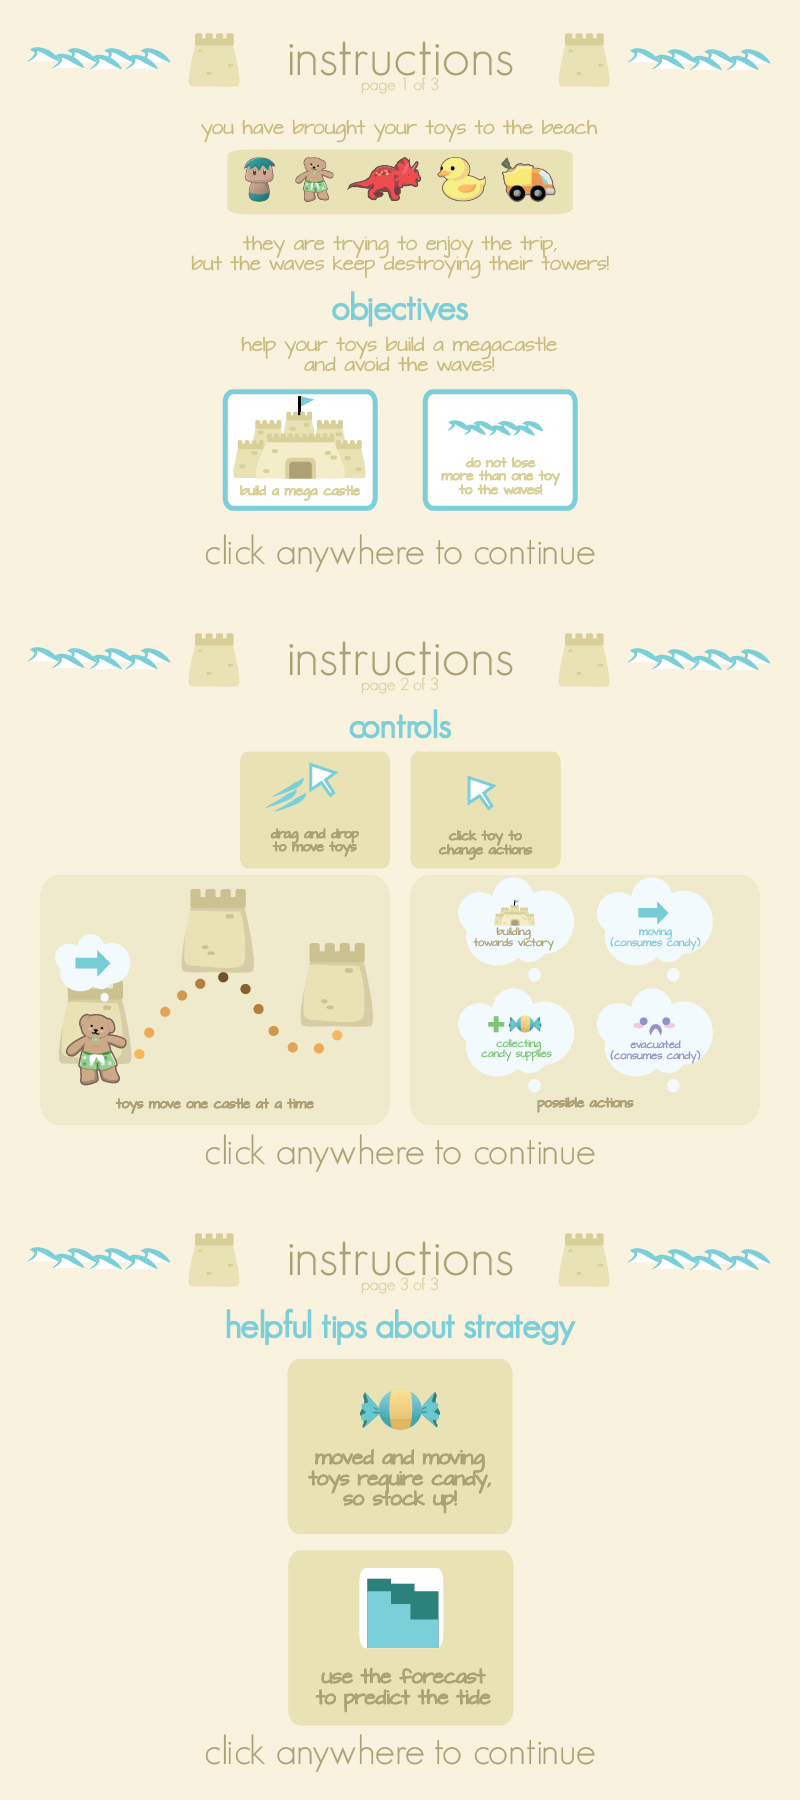 instructions
page 1 of 3
you have brought your toys to the beach
they are trying to enjoy the trip,
but the waves keep destroying their towers!
objectives
help your toys build a megacastle
and avoid the waves!
build a mega castle
do not lose
more than one toy
to the waves!
click anywhere to continue
instructions
page 2 of 3
controls
drag and drop
to move toys
click toy to
change actions
building
towards victory
moving
(consumes candy)
collecting
candy supplies
evacuated
(consumes candy)
toys move one castle at a time
possible actions
click anywhere to continue
instructions
page 3 of 3
helpful tips about strategy
moved and moving
toys require candy,
so stock up!
use the forecast
to predict the tide
click anywhere to continue